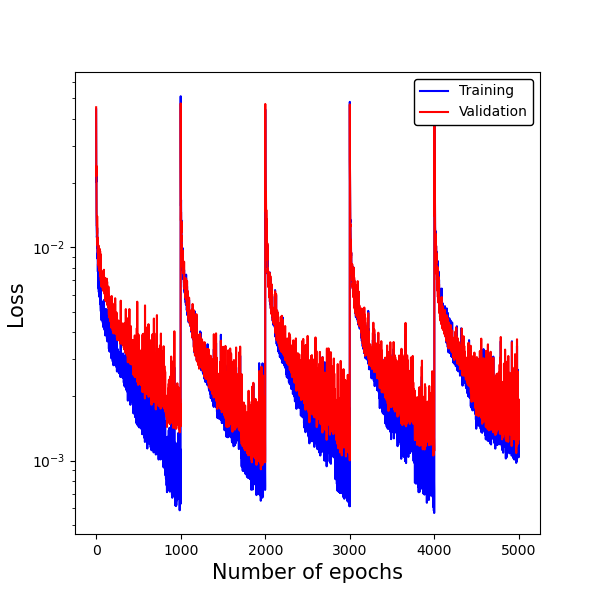 Training
Validation
10⁻²
10⁻³
Loss
0 1000 2000 3000 4000 5000
Number of epochs